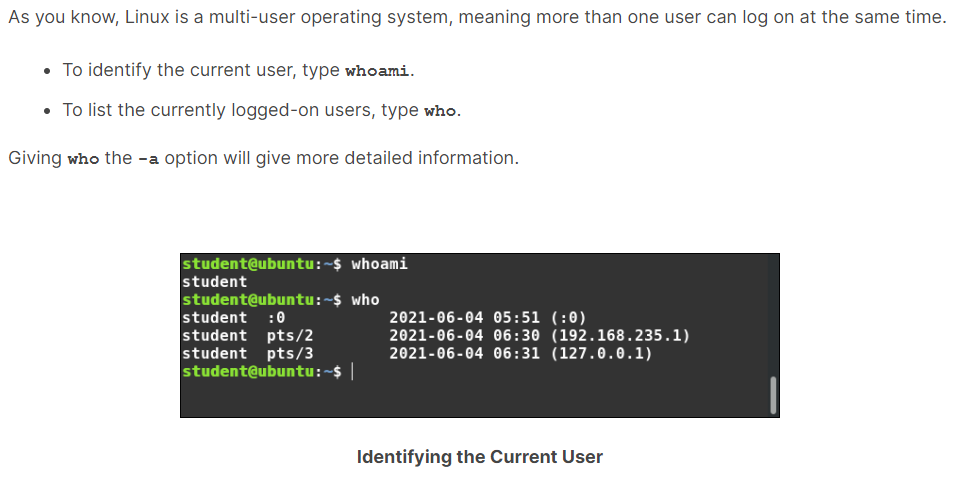 As you know, Linux is a multi-user operating system, meaning more than one user can log on at the same time.
• To identify the current user, type whoami.
• To list the currently logged-on users, type who.
Giving who the -a option will give more detailed information.
student@ubuntu:~$ whoami
student
student@ubuntu:~$ who
student  :0           2021-06-04 05:51 (:0)
student  pts/2        2021-06-04 06:30 (192.168.235.1)
student  pts/3        2021-06-04 06:31 (127.0.0.1)
student@ubuntu:~$
Identifying the Current User